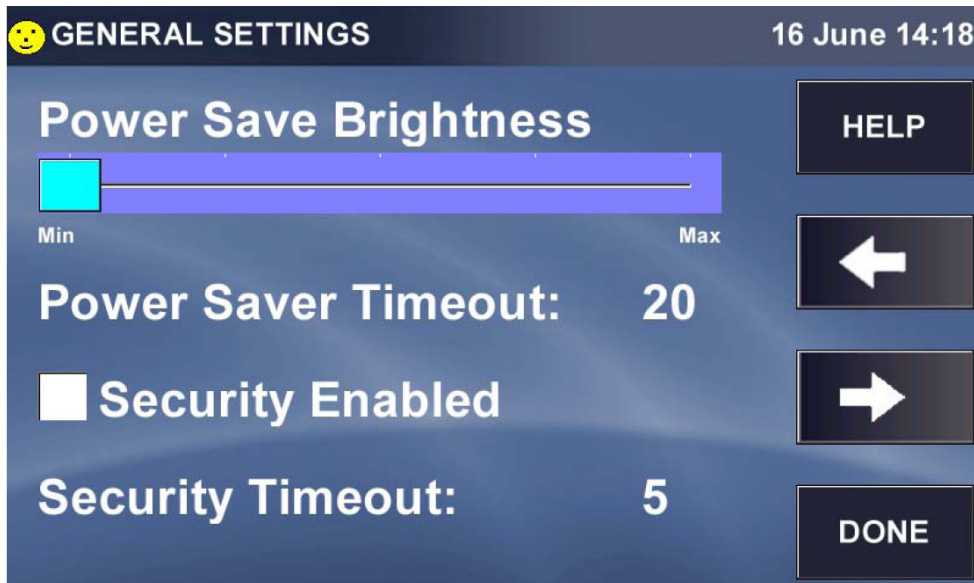 GENERAL SETTINGS 16 June 14:18
Power Save Brightness
HELP
Min Max
Power Saver Timeout: 20
Security Enabled
Security Timeout: 5
DONE